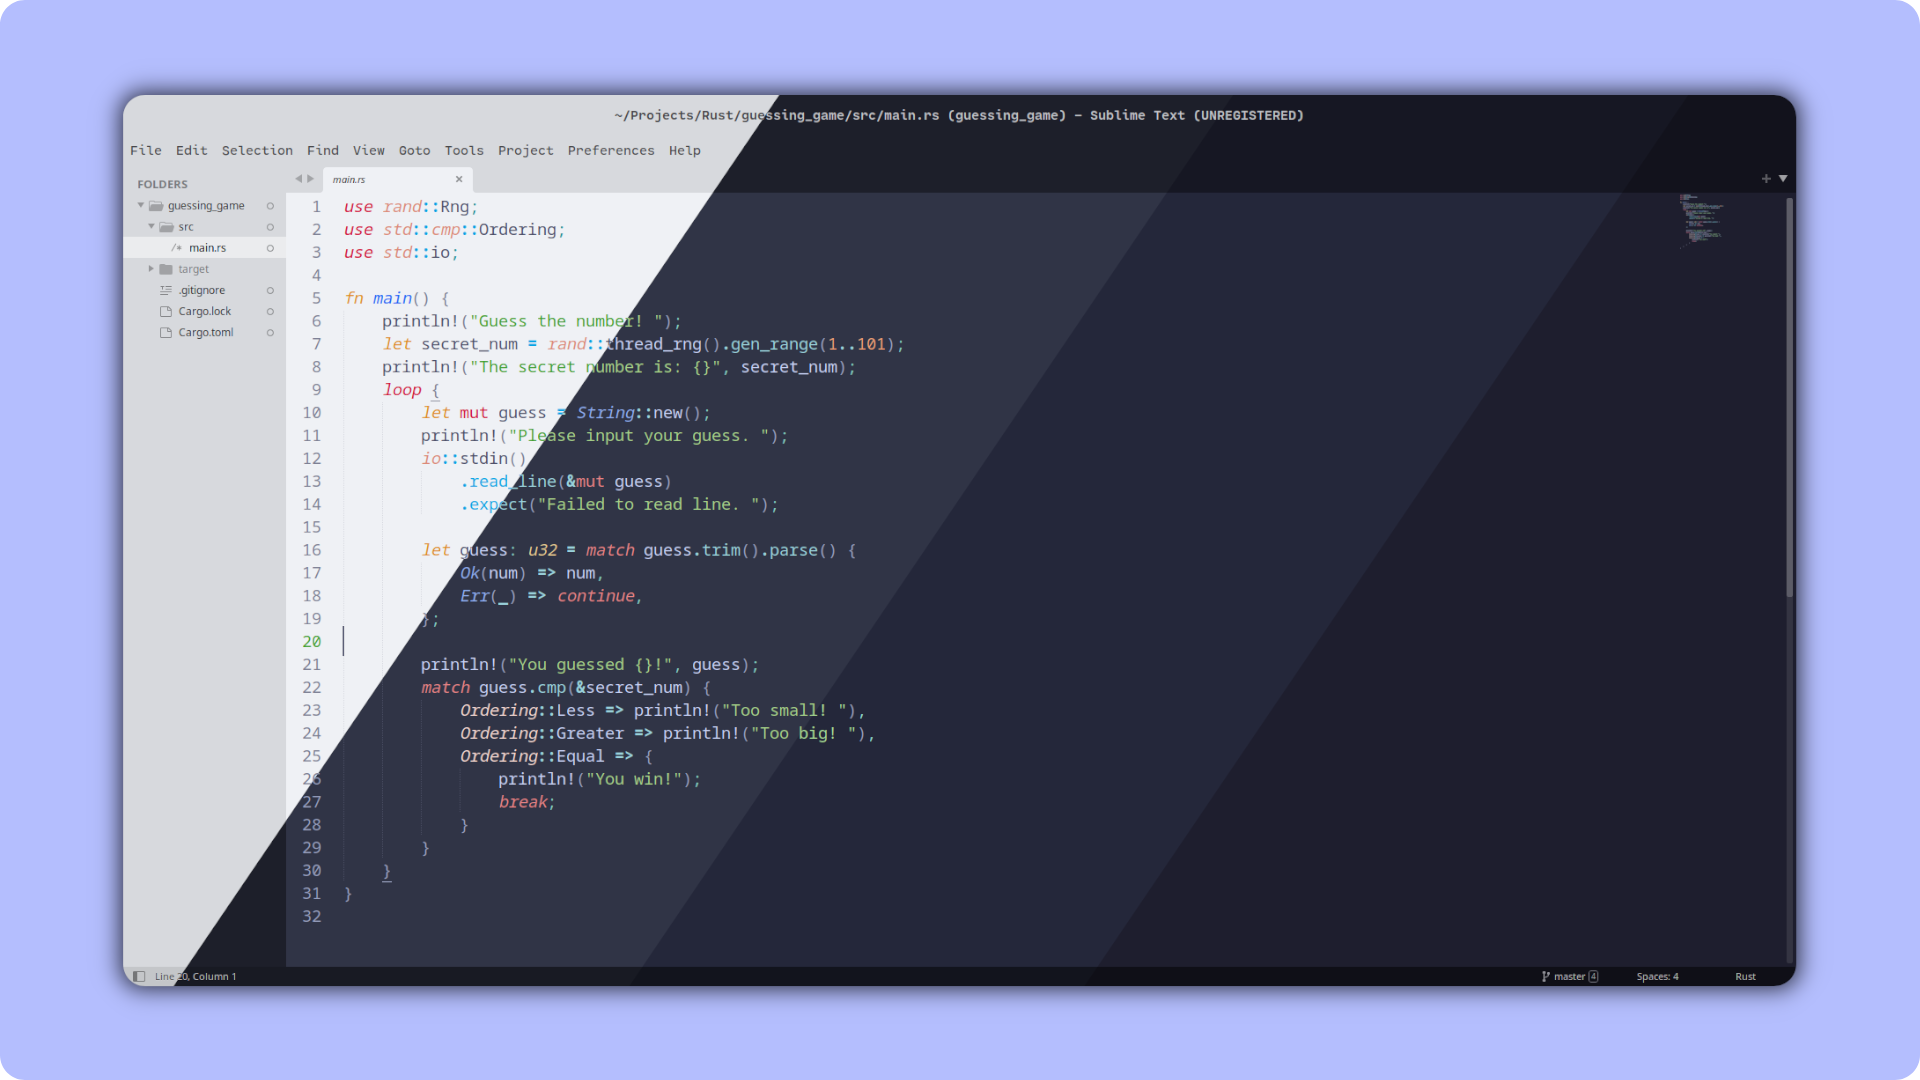 ~/Projects/Rust/guessing_game/src/main.rs (guessing_game) – Sublime Text (UNREGISTERED)
File Edit Selection Find View Goto Tools Project Preferences Help
FOLDERS
guessing_game
src
/* main.rs
target
.gitignore
Cargo.lock
Cargo.toml
main.rs ×
1 use rand::Rng;
2 use std::cmp::Ordering;
3 use std::io;
4
5 fn main() {
6     println!("Guess the number! ");
7     let secret_num = rand::thread_rng().gen_range(1..101);
8     println!("The secret number is: {}", secret_num);
9     loop {
10         let mut guess = String::new();
11         println!("Please input your guess. ");
12         io::stdin()
13             .read_line(&mut guess)
14             .expect("Failed to read line. ");
15
16         let guess: u32 = match guess.trim().parse() {
17             Ok(num) => num,
18             Err(_) => continue,
19         };
20
21         println!("You guessed {}!", guess);
22         match guess.cmp(&secret_num) {
23             Ordering::Less => println!("Too small! "),
24             Ordering::Greater => println!("Too big! "),
25             Ordering::Equal => {
26                 println!("You win!");
27                 break;
28             }
29         }
30     }
31 }
32
Line 20, Column 1
master 4 Spaces: 4 Rust